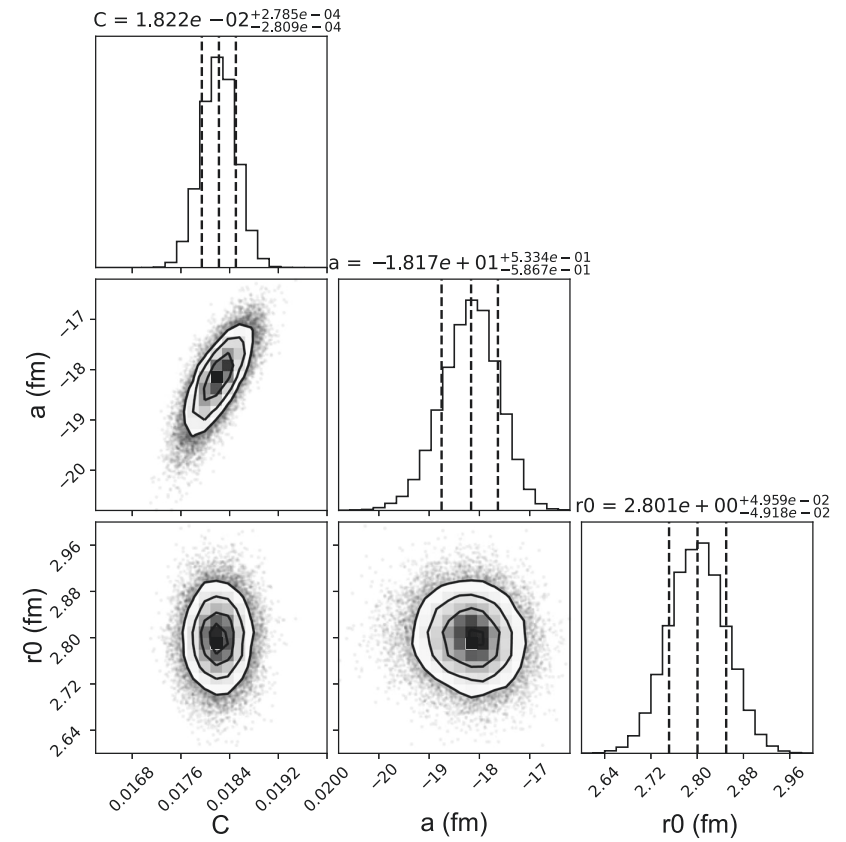 C = 1.822e −02+2.785e−04−2.809e−04
a = −1.817e + 01+5.334e−01−5.867e−01
−17
−18
−19
−20
a (fm)
r0 = 2.801e + 00+4.959e−02−4.918e−02
2.96
2.88
2.80
2.72
2.64
r0 (fm)
0.0168
0.0176
0.0184
0.0192
0.0200
C
−20
−19
−18
−17
a (fm)
2.64
2.72
2.80
2.88
2.96
r0 (fm)